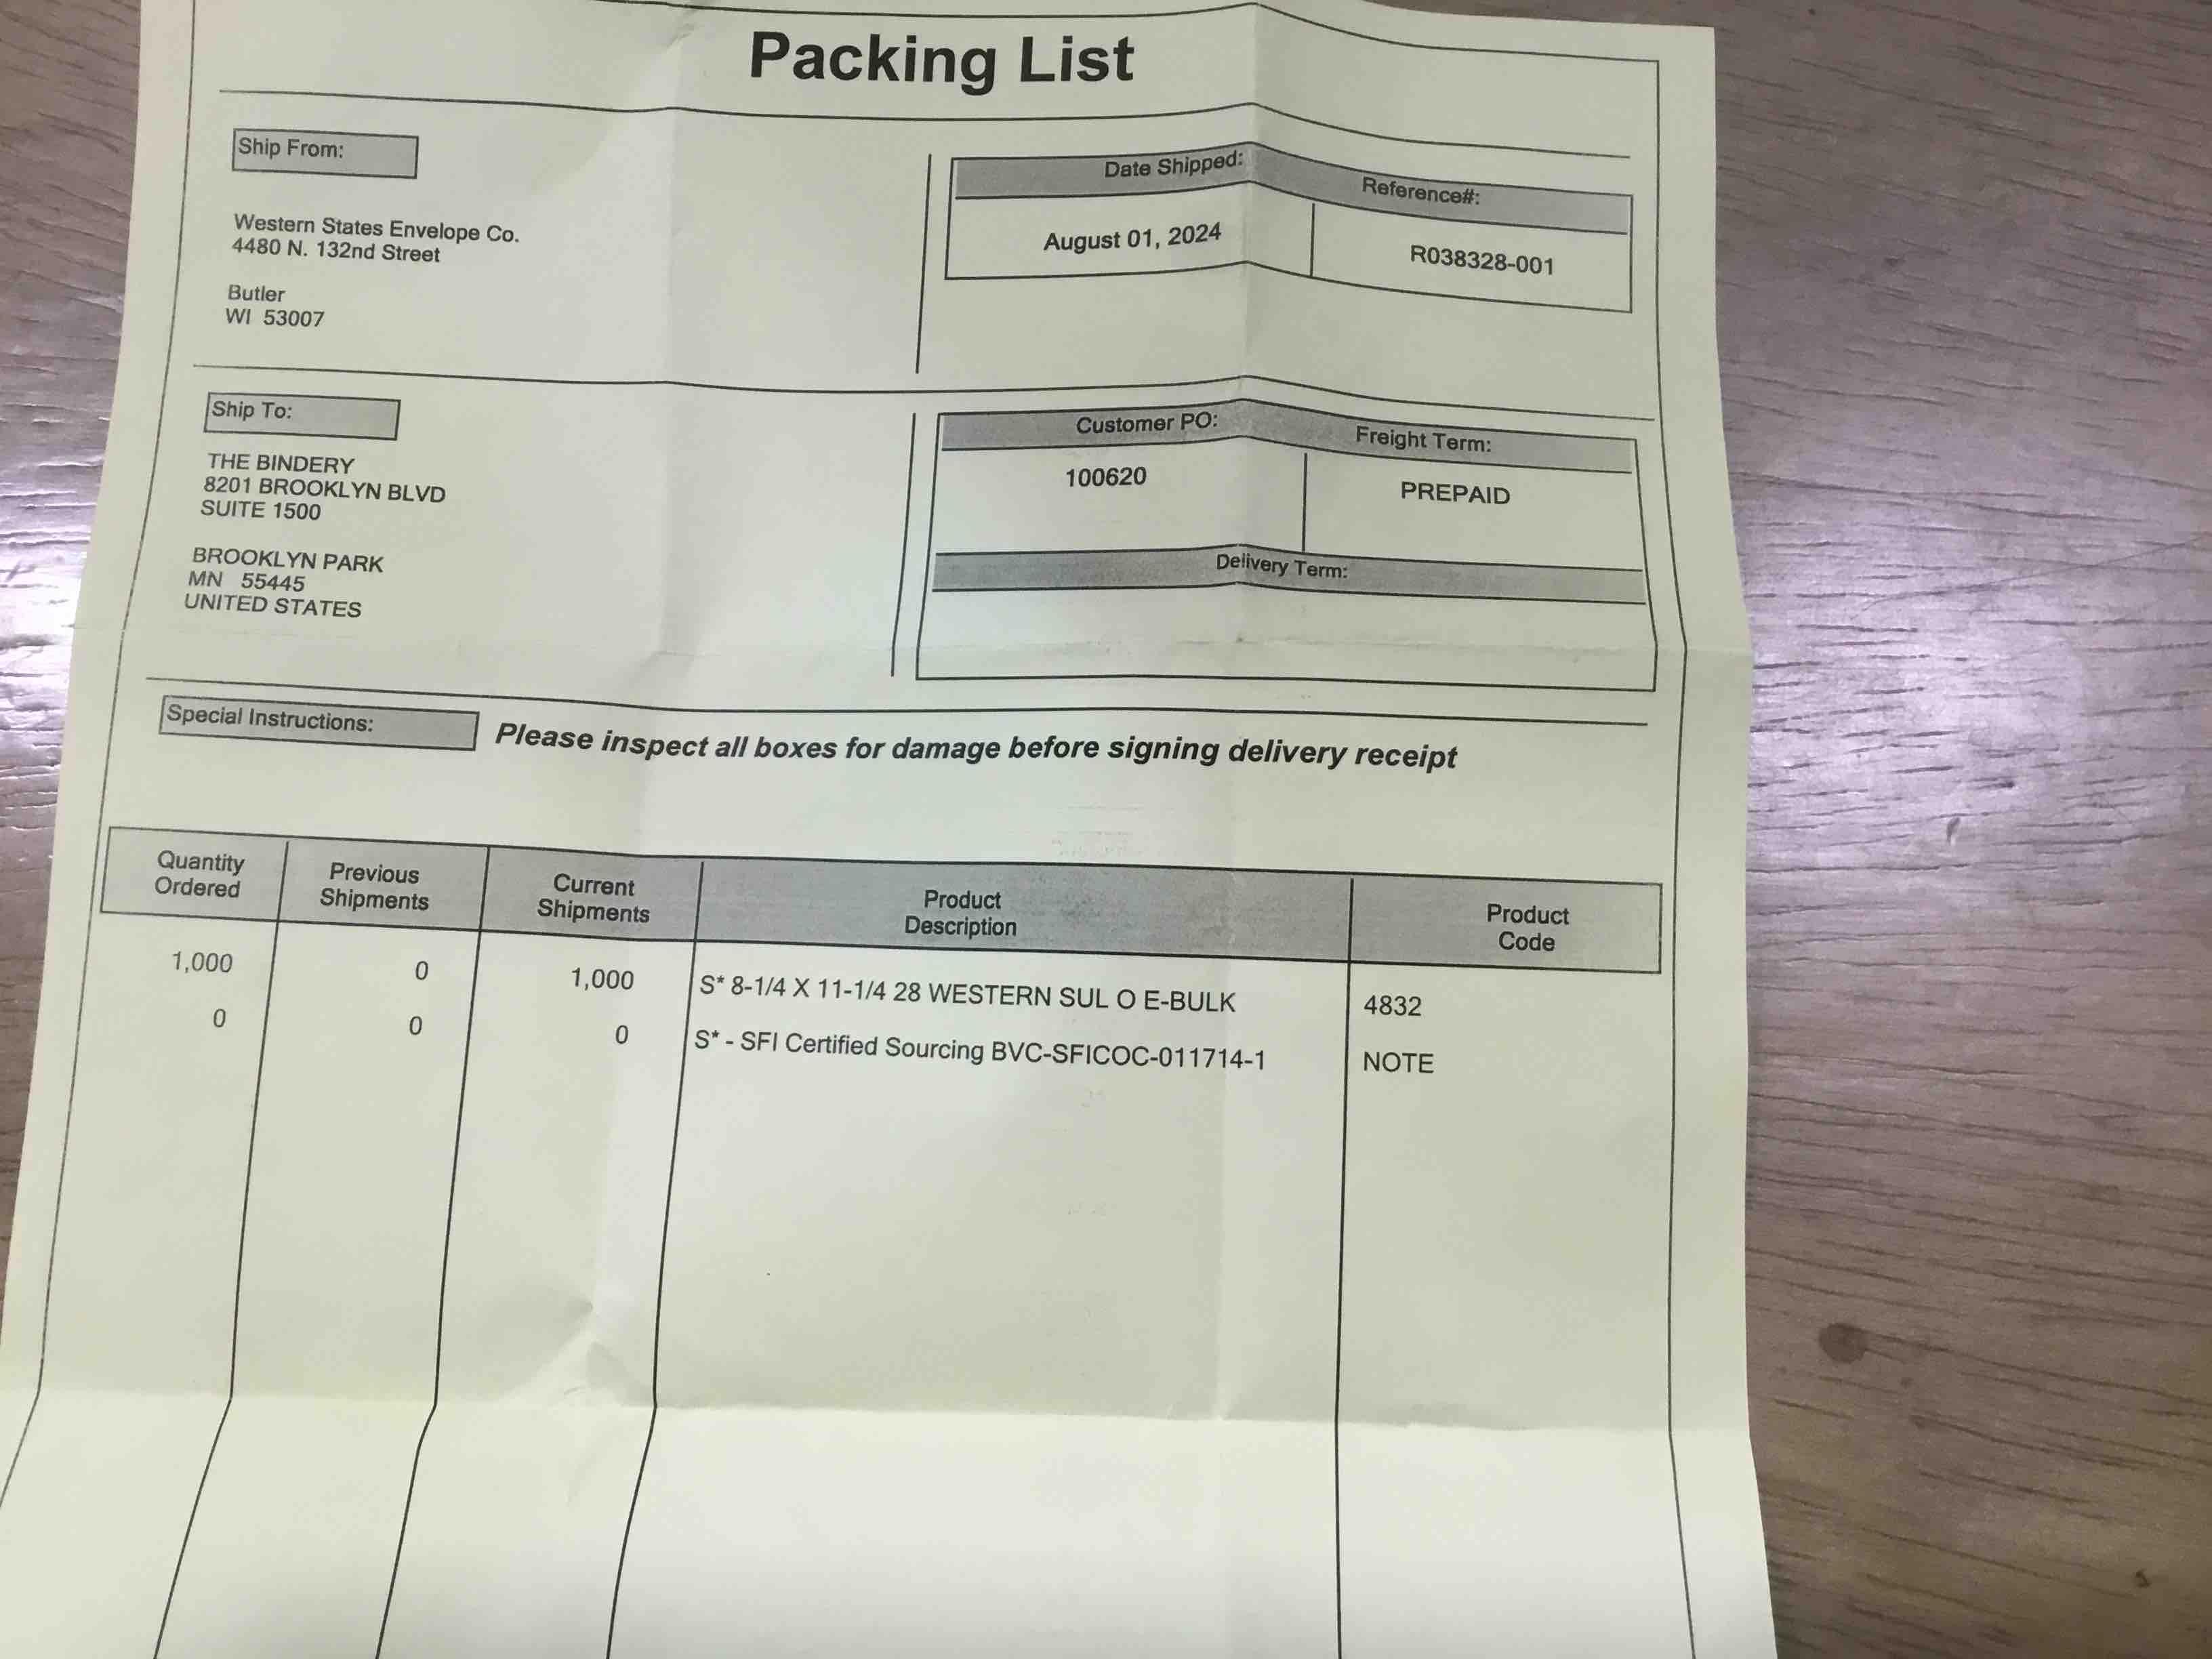 Packing List
Ship From:
Western States Envelope Co.
4480 N. 132nd Street
Butler
WI 53007
Date Shipped:
Reference#:
August 01, 2024
R038328-001
Ship To:
THE BINDERY
8201 BROOKLYN BLVD
SUITE 1500
BROOKLYN PARK
MN 55445
UNITED STATES
Customer PO:
Freight Term:
100620
PREPAID
Delivery Term:
Special Instructions:
Please inspect all boxes for damage before signing delivery receipt
Quantity
Ordered
Previous
Shipments
Current
Shipments
Product
Description
Product
Code
1,000 0 1,000 S* 8-1/4 X 11-1/4 28 WESTERN SUL O E-BULK 4832
0 0 0 S* - SFI Certified Sourcing BVC-SFICOC-011714-1 NOTE